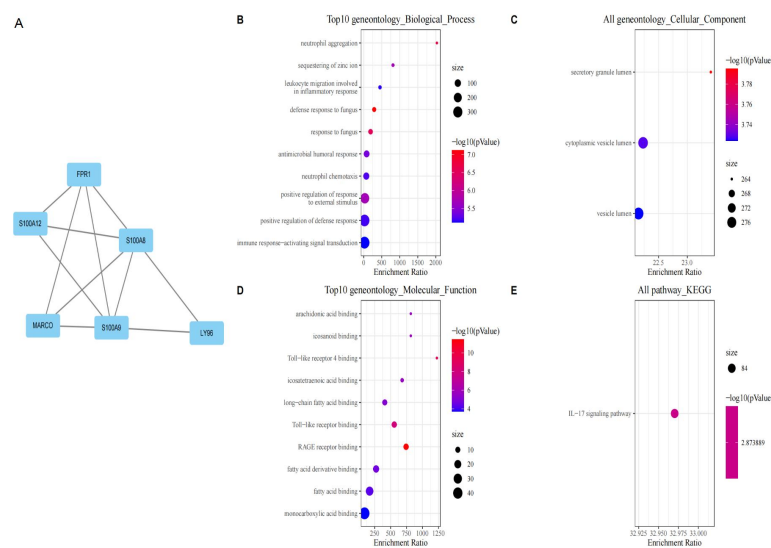 A
FPR1
S100A12
S100A8
MARCO
S100A9
LY96
B
Top10 geneontology_Biological_Process
neutrophil aggregation
sequestering of zinc ion
leukocyte migration involved
in inflammatory response
defense response to fungus
response to fungus
antimicrobial humoral response
neutrophil chemotaxis
positive regulation of response
to external stimulus
positive regulation of defense response
immune response-activating signal transduction
0 500 1000 1500 2000
Enrichment Ratio
size
100
200
300
−log10(pValue)
7.0
6.5
6.0
5.5
C
All geneontology_Cellular_Component
secretory granule lumen
cytoplasmic vesicle lumen
vesicle lumen
22.5 23.0
Enrichment Ratio
−log10(pValue)
3.78
3.76
3.74
size
264
268
272
276
D
Top10 geneontology_Molecular_Function
arachidonic acid binding
icosanoid binding
Toll-like receptor 4 binding
icosatetraenoic acid binding
long-chain fatty acid binding
Toll-like receptor binding
RAGE receptor binding
fatty acid derivative binding
fatty acid binding
monocarboxylic acid binding
250 500 750 1000 1250
Enrichment Ratio
−log10(pValue)
10
8
6
4
size
10
20
30
40
E
All pathway_KEGG
IL-17 signaling pathway
32.925 32.950 32.975 33.000
Enrichment Ratio
size
84
−log10(pValue)
2.873889